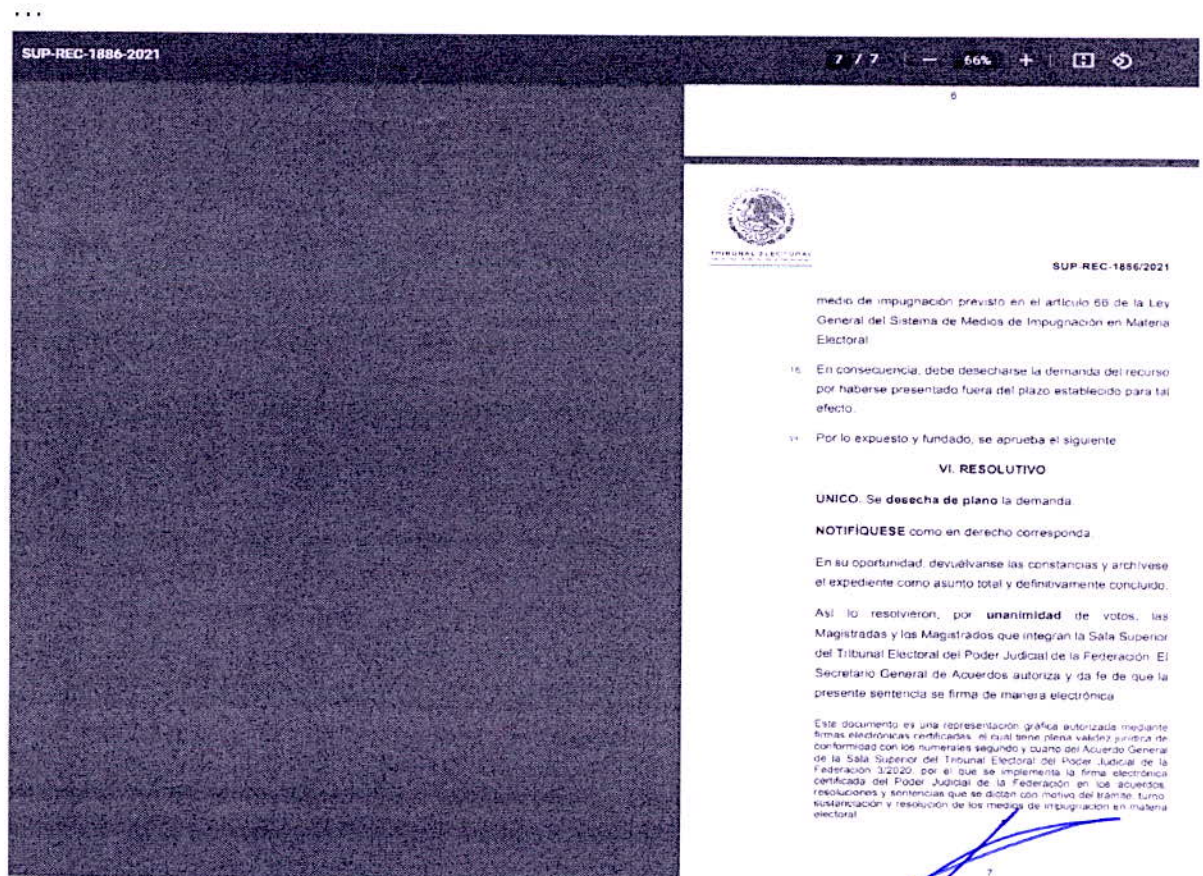 ...
SUP-REC-1886-2021
7 / 7 | — 66% + |
6
TRIBUNAL ELECTORAL
SUP-REC-1886/2021
medio de impugnación previsto en el artículo 66 de la Ley
General del Sistema de Medios de Impugnación en Materia
Electoral
En consecuencia, debe desecharse la demanda del recurso
por haberse presentado fuera del plazo establecido para tal
efecto.
Por lo expuesto y fundado, se aprueba el siguiente
VI. RESOLUTIVO
UNICO. Se desecha de plano la demanda.
NOTIFÍQUESE como en derecho corresponda.
En su oportunidad, devuélvanse las constancias y archívese
el expediente como asunto total y definitivamente concluido.
Así lo resolvieron, por unanimidad de votos, las
Magistradas y los Magistrados que integran la Sala Superior
del Tribunal Electoral del Poder Judicial de la Federación. El
Secretario General de Acuerdos autoriza y da fe de que la
presente sentencia se firma de manera electrónica
Este documento es una representación gráfica autorizada mediante
firmas electrónicas certificadas, el cual tiene plena validez jurídica de
conformidad con los numerales segundo y cuarto del Acuerdo General
de la Sala Superior del Tribunal Electoral del Poder Judicial de la
Federación 3/2020, por el que se implementa la firma electrónica
certificada del Poder Judicial de la Federación en los acuerdos,
resoluciones y sentencias que se dicten con motivo del trámite, turno,
sustanciación y resolución de los medios de impugnación en materia
electoral
7